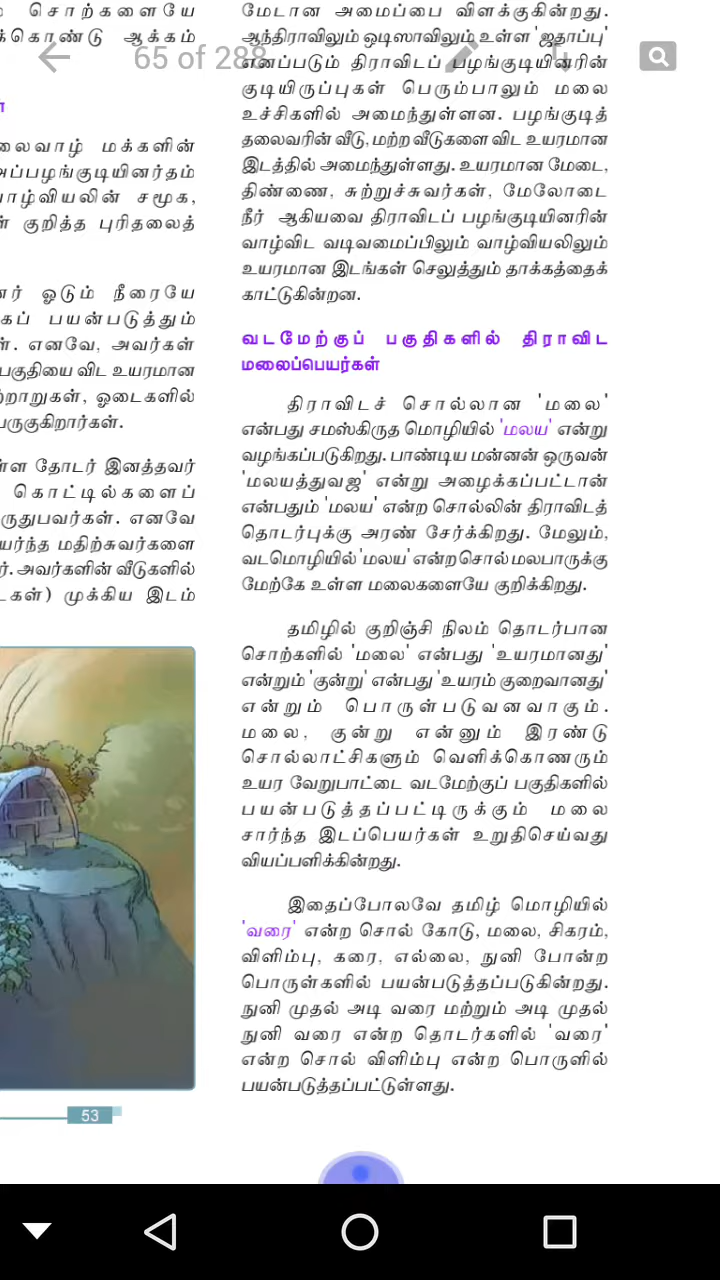 65 of 288
ம் சொற்களையே
க்கொண்டு ஆக்கம்
லைவாழ் மக்களின்
அப்பழங்குடியினர்தம்
ாழ்வியலின் சமூக,
ள் குறித்த புரிதலைத்
னர் ஓடும் நீரையே
கப் பயன்படுத்தும்
ள். எனவே, அவர்கள்
பகுதியை விட உயரமான
ற்றாறுகள், ஓடைகளில்
பருகுகிறார்கள்.
ள்ள தோடர் இனத்தவர்
கொட்டில்களைப்
ருதுபவர்கள். எனவே
யர்ந்த மதிற்சுவர்களை
ர். அவர்களின் வீடுகளில்
டகள்) முக்கிய இடம்
53
மேடான அமைப்பை விளக்குகின்றது.
ஆந்திராவிலும் ஒடிஸாவிலும் உள்ள 'ஜதாப்பு'
எனப்படும் திராவிடப் பழங்குடியினரின்
குடியிருப்புகள் பெரும்பாலும் மலை
உச்சிகளில் அமைந்துள்ளன. பழங்குடித்
தலைவரின் வீடு, மற்ற வீடுகளை விட உயரமான
இடத்தில் அமைந்துள்ளது. உயரமான மேடை,
திண்ணை, சுற்றுச்சுவர்கள், மேலோடை
நீர் ஆகியவை திராவிடப் பழங்குடியினரின்
வாழ்விட வடிவமைப்பிலும் வாழ்வியலிலும்
உயரமான இடங்கள் செலுத்தும் தாக்கத்தைக்
காட்டுகின்றன.
வடமேற்குப் பகுதிகளில் திராவிட
மலைப்பெயர்கள்
திராவிடச் சொல்லான 'மலை'
என்பது சமஸ்கிருத மொழியில் 'மலய' என்று
வழங்கப்படுகிறது. பாண்டிய மன்னன் ஒருவன்
'மலயத்துவஜ' என்று அழைக்கப்பட்டான்
என்பதும் 'மலய' என்ற சொல்லின் திராவிடத்
தொடர்புக்கு அரண் சேர்க்கிறது. மேலும்,
வடமொழியில் 'மலய' என்ற சொல் மலபாருக்கு
மேற்கே உள்ள மலைகளையே குறிக்கிறது.
தமிழில் குறிஞ்சி நிலம் தொடர்பான
சொற்களில் 'மலை' என்பது 'உயரமானது'
என்றும் 'குன்று' என்பது 'உயரம் குறைவானது'
என்றும் பொருள்படுவனவாகும்.
மலை, குன்று என்னும் இரண்டு
சொல்லாட்சிகளும் வெளிக்கொணரும்
உயர வேறுபாட்டை வடமேற்குப் பகுதிகளில்
பயன்படுத்தப்பட்டிருக்கும் மலை
சார்ந்த இடப்பெயர்கள் உறுதிசெய்வது
வியப்பளிக்கின்றது.
இதைப்போலவே தமிழ் மொழியில்
'வரை' என்ற சொல் கோடு, மலை, சிகரம்,
விளிம்பு, கரை, எல்லை, நுனி போன்ற
பொருள்களில் பயன்படுத்தப்படுகின்றது.
நுனி முதல் அடி வரை மற்றும் அடி முதல்
நுனி வரை என்ற தொடர்களில் 'வரை'
என்ற சொல் விளிம்பு என்ற பொருளில்
பயன்படுத்தப்பட்டுள்ளது.